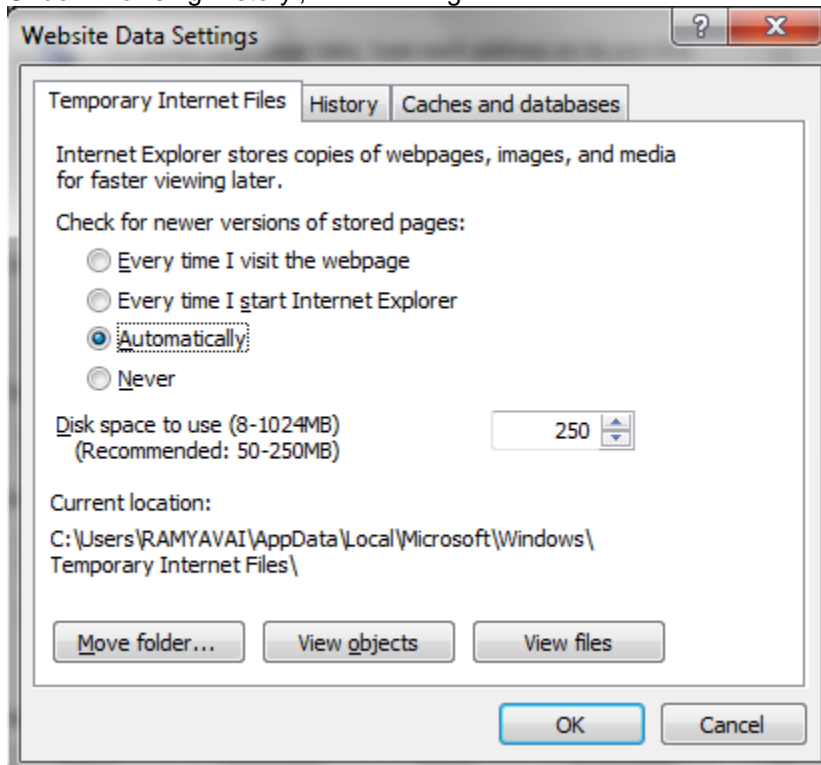 Website Data Settings
Temporary Internet Files History Caches and databases
Internet Explorer stores copies of webpages, images, and media
for faster viewing later.
Check for newer versions of stored pages:
Every time I visit the webpage
Every time I start Internet Explorer
Automatically
Never
Disk space to use (8-1024MB) 250
(Recommended: 50-250MB)
Current location:
C:\Users\RAMYAVAI\AppData\Local\Microsoft\Windows\
Temporary Internet Files\
Move folder... View objects View files
OK Cancel